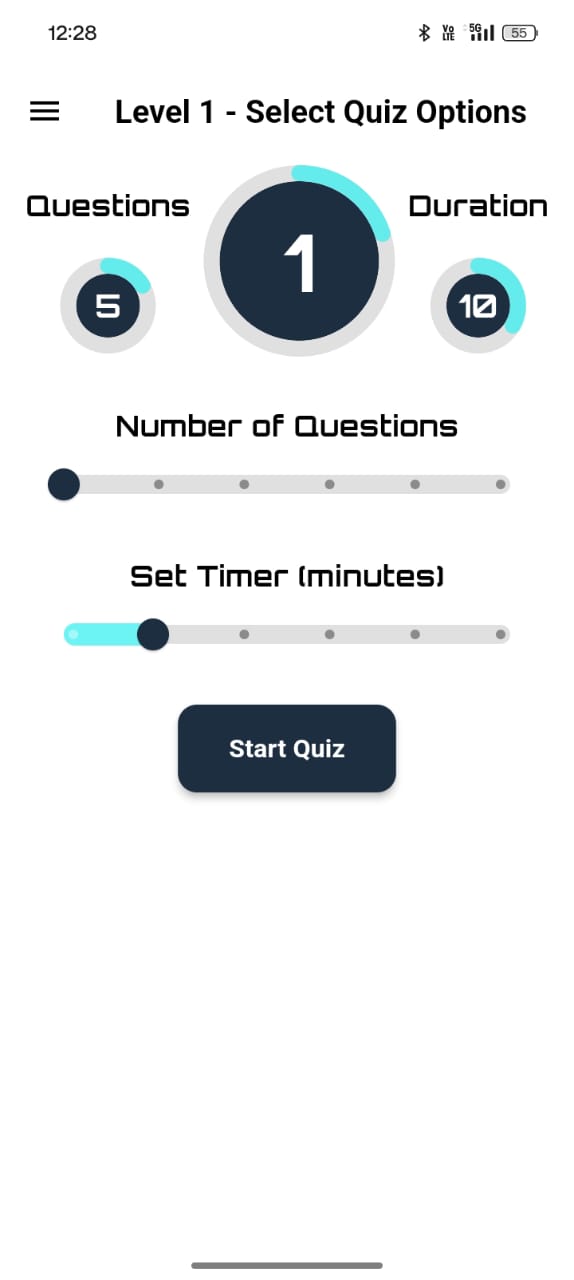 12:28
Vo LTE 5G 55
Level 1 - Select Quiz Options
Questions
1
Duration
5
10
Number of Questions
Set Timer (minutes)
Start Quiz